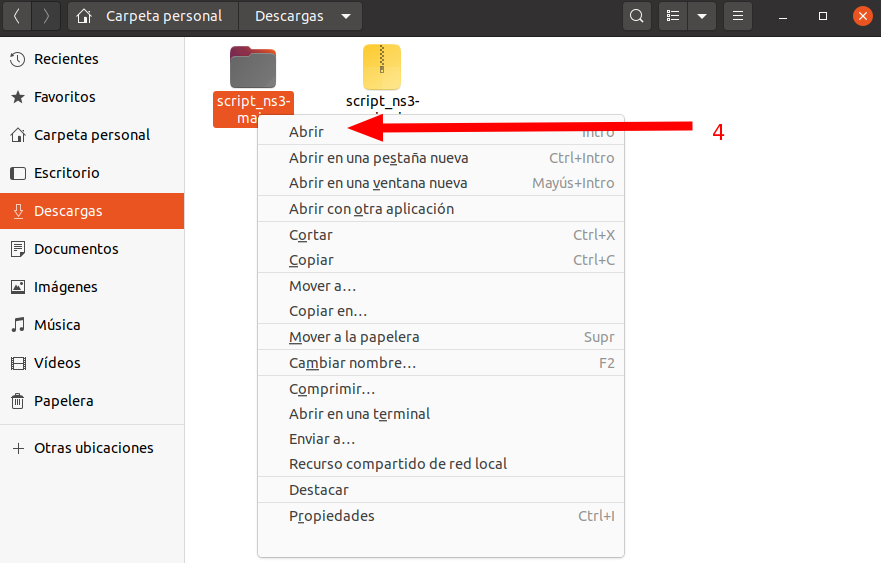 Carpeta personal
Descargas
Recientes
Favoritos
Carpeta personal
Escritorio
Descargas
Documentos
Imágenes
Música
Vídeos
Papelera
Otras ubicaciones
script_ns3-
script_ns3-
Abrir Intro
Abrir en una pestaña nueva Ctrl+Intro
Abrir en una ventana nueva Mayús+Intro
Abrir con otra aplicación
Cortar Ctrl+X
Copiar Ctrl+C
Mover a…
Copiar en…
Mover a la papelera Supr
Cambiar nombre… F2
Comprimir…
Abrir en una terminal
Enviar a…
Recurso compartido de red local
Destacar
Propiedades Ctrl+I
4